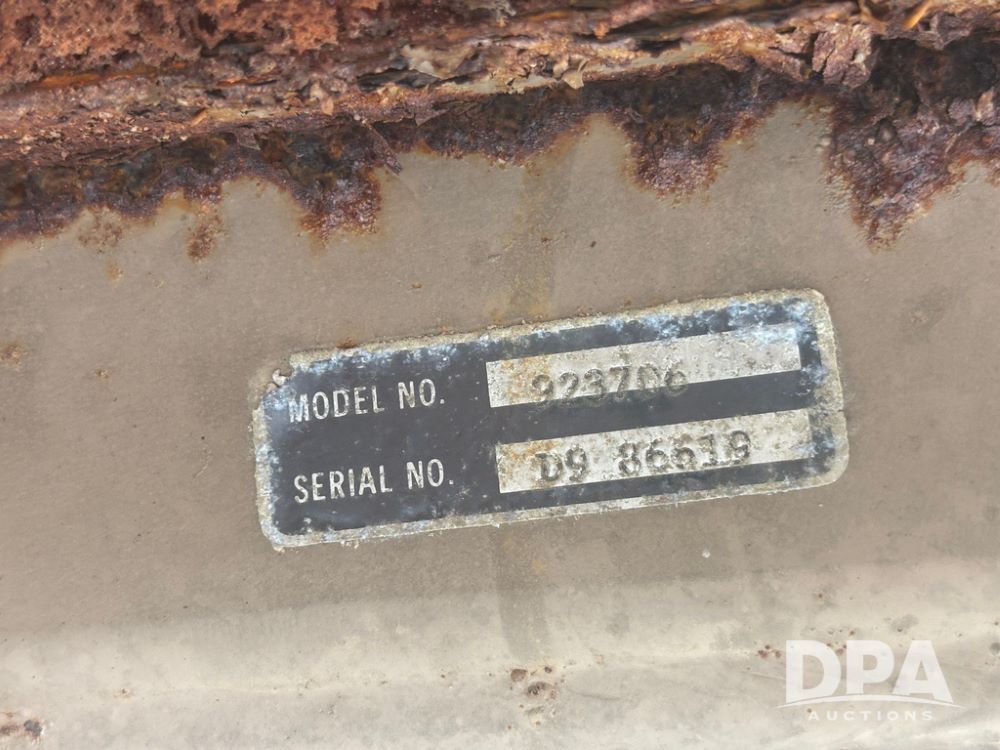 MODEL NO. 923706
SERIAL NO. D9 86619
DPA
AUCTIONS